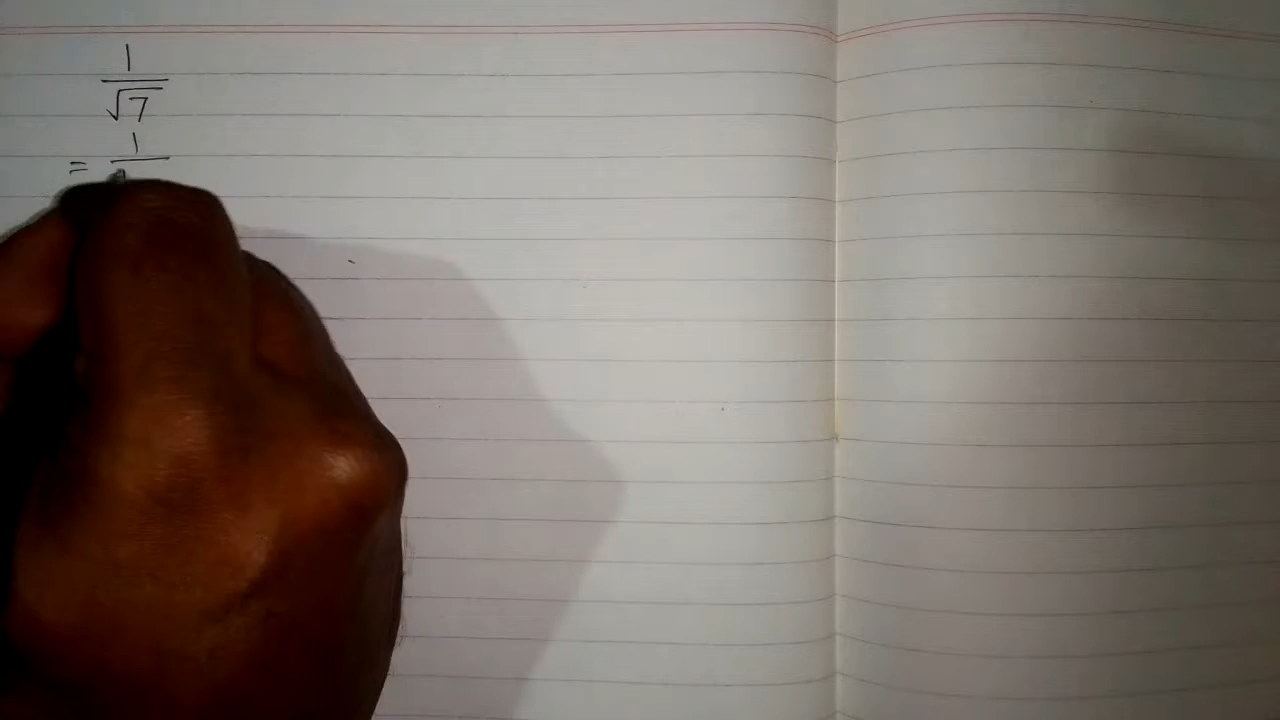 1/√7
= 1/